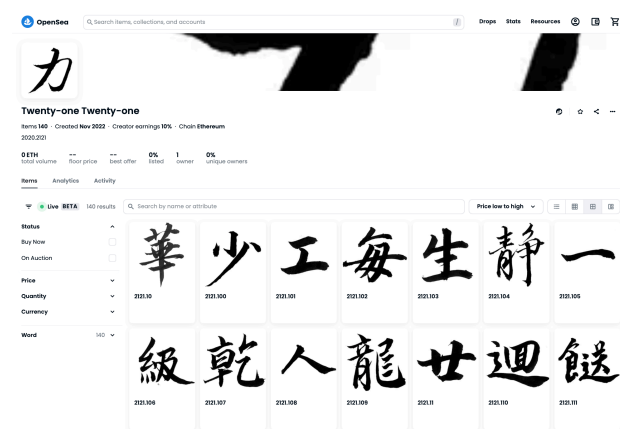 OpenSea
Search items, collections, and accounts
/
Drops Stats Resources
力
Twenty-one Twenty-one
Items 140 · Created Nov 2022 · Creator earnings 10% · Chain Ethereum
2020.2121
0 ETH -- -- 0% 1 0%
total volume floor price best offer listed owner unique owners
Items Analytics Activity
Live BETA 140 results
Search by name or attribute
Price low to high
Status
Buy Now
On Auction
Price
Quantity
Currency
Word 140
華 少 工 每 生 靜 一
2121.10 2121.100 2121.101 2121.102 2121.103 2121.104 2121.105
級 乾 人 龍 廿 迴 餸
2121.106 2121.107 2121.108 2121.109 2121.11 2121.110 2121.111